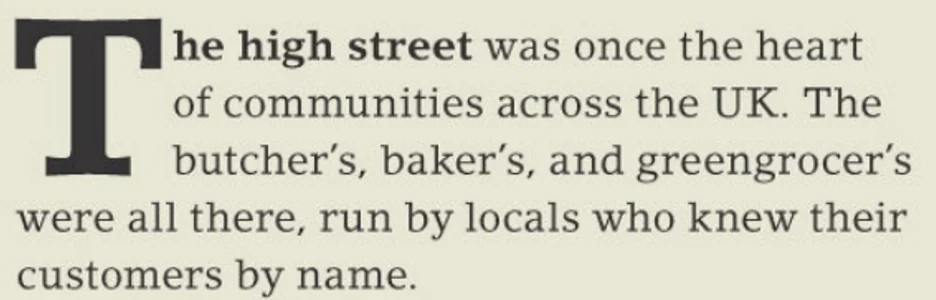 The high street was once the heart
of communities across the UK. The
butcher’s, baker’s, and greengrocer’s
were all there, run by locals who knew their
customers by name.